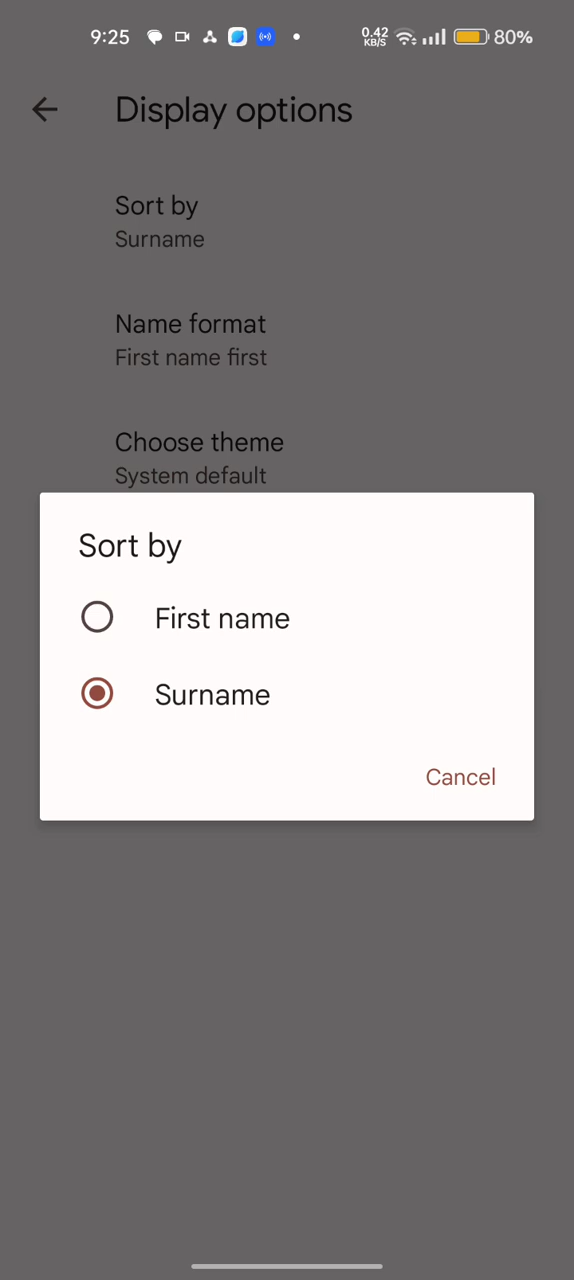 9:25
0.42
KB/S
80%
Display options
Sort by
Surname
Name format
First name first
Choose theme
System default
Sort by
First name
Surname
Cancel